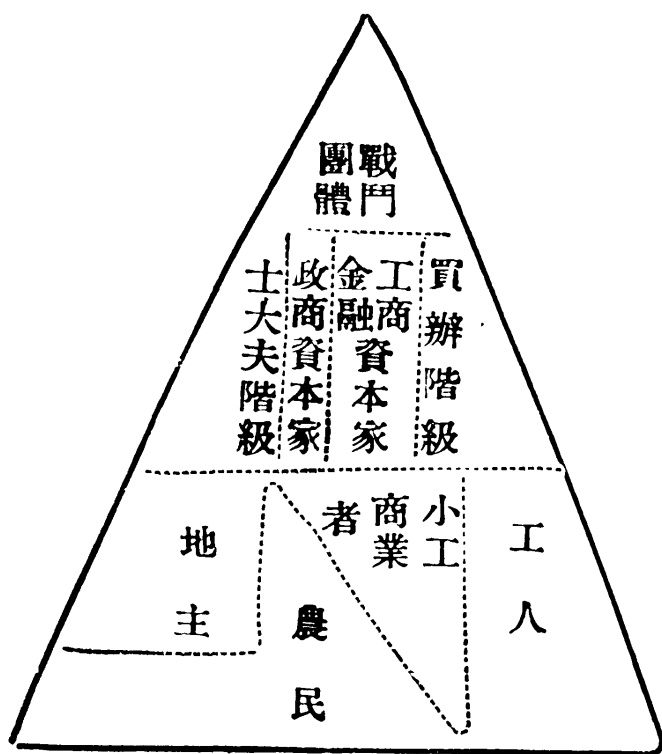 戰鬥
團體
買辦階級
工商
金融
資本家
政商資本家
士大夫階級
工人
小工
商業
者
農民
地主